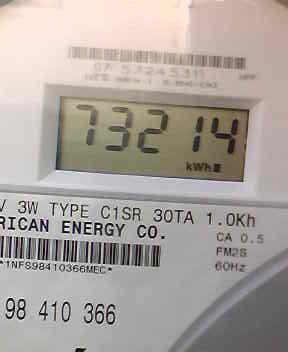 73214
kWh
V 3W TYPE C1SR 30TA 1.0Kh
RICAN ENERGY CO.
CA 0.5
FM2S
*1NFS98410366MEC*
60Hz
98 410 366